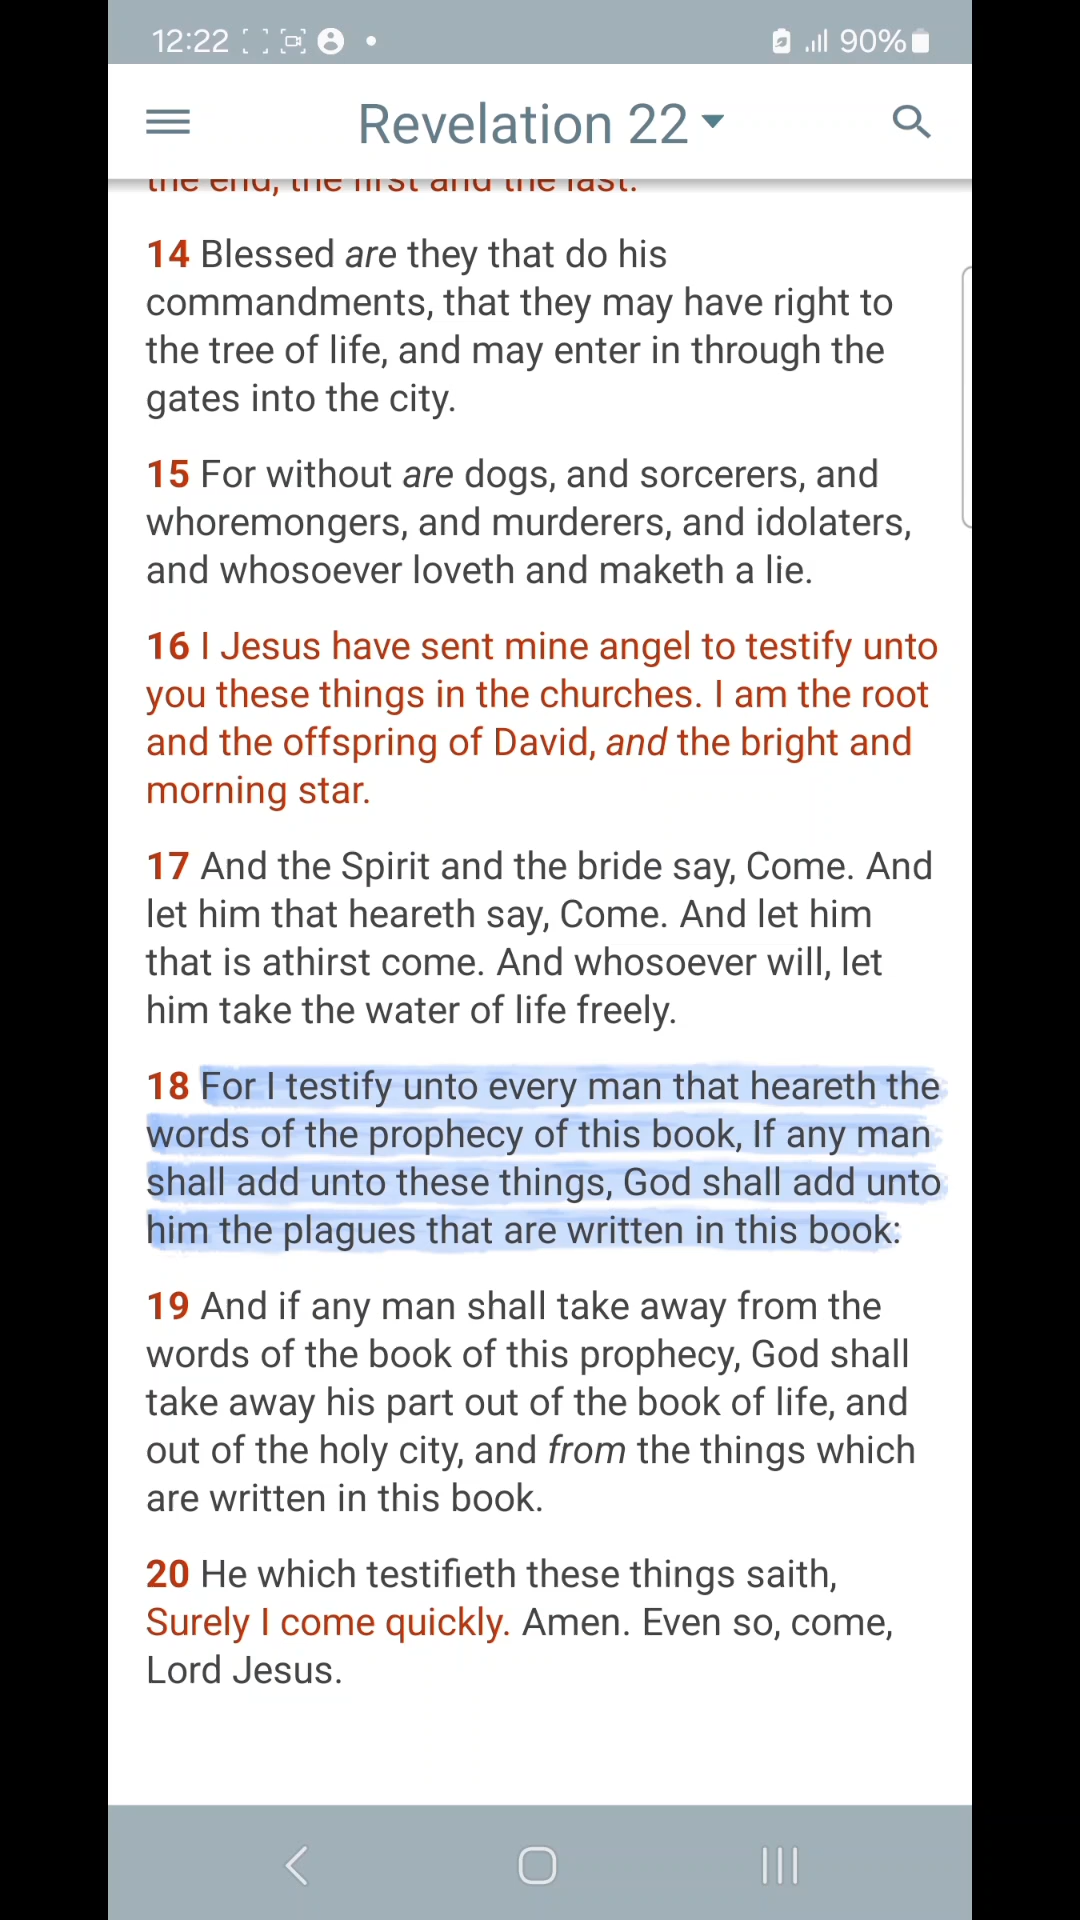 12:22
90%
Revelation 22
the end, the first and the last.
14 Blessed are they that do his
commandments, that they may have right to
the tree of life, and may enter in through the
gates into the city.
15 For without are dogs, and sorcerers, and
whoremongers, and murderers, and idolaters,
and whosoever loveth and maketh a lie.
16 I Jesus have sent mine angel to testify unto
you these things in the churches. I am the root
and the offspring of David, and the bright and
morning star.
17 And the Spirit and the bride say, Come. And
let him that heareth say, Come. And let him
that is athirst come. And whosoever will, let
him take the water of life freely.
18 For I testify unto every man that heareth the
words of the prophecy of this book, If any man
shall add unto these things, God shall add unto
him the plagues that are written in this book:
19 And if any man shall take away from the
words of the book of this prophecy, God shall
take away his part out of the book of life, and
out of the holy city, and from the things which
are written in this book.
20 He which testifieth these things saith,
Surely I come quickly. Amen. Even so, come,
Lord Jesus.